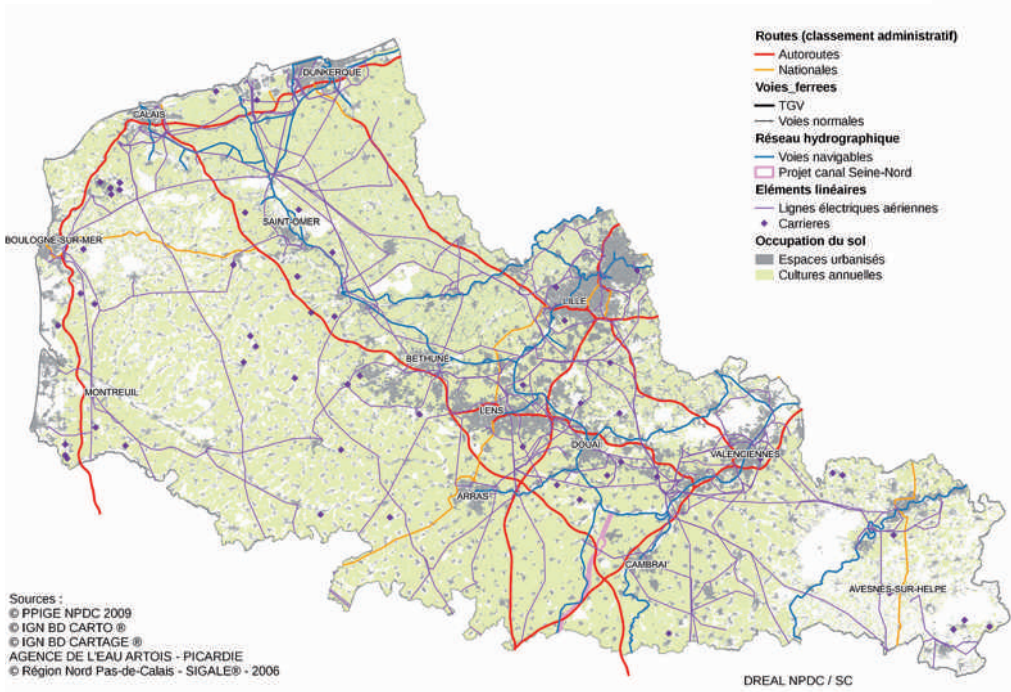 Routes (classement administratif)
Autoroutes
Nationales
Voies_ferrees
TGV
Voies normales
Réseau hydrographique
Voies navigables
Projet canal Seine-Nord
Eléments linéaires
Lignes électriques aériennes
Carrieres
Occupation du sol
Espaces urbanisés
Cultures annuelles
DUNKERQUE
CALAIS
SAINT-OMER
BOULOGNE-SUR-MER
LILLE
BETHUNE
MONTREUIL
LENS
DOUAI
VALENCIENNES
ARRAS
CAMBRAI
AVESNES-SUR-HELPE
Sources :
© PPIGE NPDC 2009
© IGN BD CARTO ®
© IGN BD CARTAGE ®
AGENCE DE L'EAU ARTOIS - PICARDIE
© Région Nord Pas-de-Calais - SIGALE® - 2006
DREAL NPDC / SC